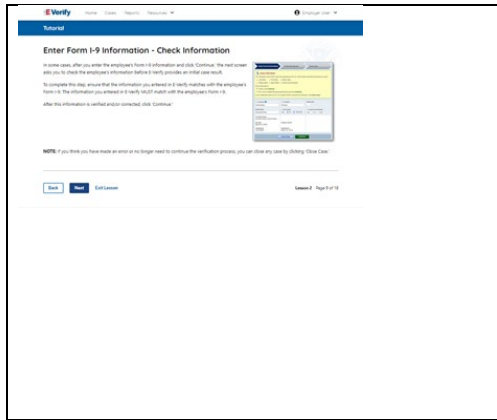 E-Verify Home Cases Reports Resources Employer User
Tutorial
Enter Form I-9 Information - Check Information
In some cases, after you enter the employee's Form I-9 information and click 'Continue,' the next screen
asks you to check the employee's information before E-Verify provides an initial case result.
To complete this step, ensure that the information you entered in E-Verify matches with the employee's
Form I-9. The information you entered in E-Verify MUST match with the employee's Form I-9.
After this information is verified and/or corrected, click 'Continue.'
NOTE: If you think you have made an error or no longer need to continue the verification process, you can close any case by clicking 'Close Case.'
Back Next Exit Lesson Lesson 2 Page 9 of 13